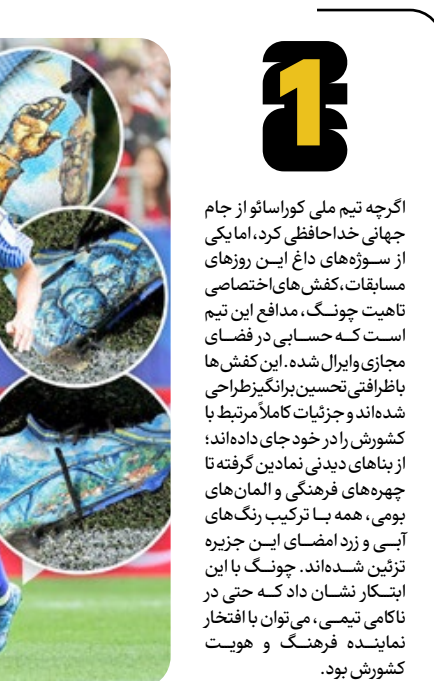 1
اگرچه تیم ملی کوراسائو از جام
جهانی خداحافظی کرد، اما یکی
از سوژه‌های داغ این روزهای
مسابقات، کفش‌های اختصاصی
تاهیت چونگ، مدافع این تیم
است که حسابی در فضای
مجازی وایرال شده. این کفش‌ها
با ظرافتی تحسین‌برانگیز طراحی
شده‌اند و جزئیات کاملاً مرتبط با
کشورش را در خود جای داده‌اند؛
از بناهای دیدنی نمادین گرفته تا
چهره‌های فرهنگی و المان‌های
بومی، همه با ترکیب رنگ‌های
آبی و زرد امضای این جزیره
تزئین شده‌اند. چونگ با این
ابتکار نشان داد که حتی در
ناکامی تیمی، می‌توان با افتخار
نماینده فرهنگ و هویت
کشورش بود.